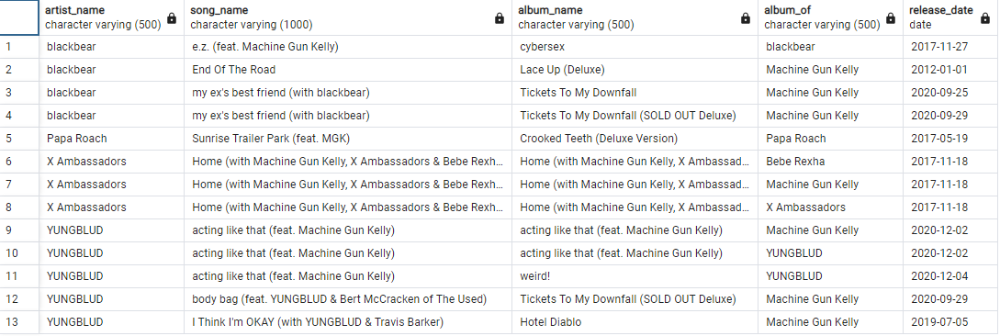 artist_name song_name album_name album_of release_date
character varying (500) character varying (1000) character varying (500) character varying (500) date
1 blackbear e.z. (feat. Machine Gun Kelly) cybersex blackbear 2017-11-27
2 blackbear End Of The Road Lace Up (Deluxe) Machine Gun Kelly 2012-01-01
3 blackbear my ex's best friend (with blackbear) Tickets To My Downfall Machine Gun Kelly 2020-09-25
4 blackbear my ex's best friend (with blackbear) Tickets To My Downfall (SOLD OUT Deluxe) Machine Gun Kelly 2020-09-29
5 Papa Roach Sunrise Trailer Park (feat. MGK) Crooked Teeth (Deluxe Version) Papa Roach 2017-05-19
6 X Ambassadors Home (with Machine Gun Kelly, X Ambassadors & Bebe Rexh... Home (with Machine Gun Kelly, X Ambassad... Bebe Rexha 2017-11-18
7 X Ambassadors Home (with Machine Gun Kelly, X Ambassadors & Bebe Rexh... Home (with Machine Gun Kelly, X Ambassad... Machine Gun Kelly 2017-11-18
8 X Ambassadors Home (with Machine Gun Kelly, X Ambassadors & Bebe Rexh... Home (with Machine Gun Kelly, X Ambassad... X Ambassadors 2017-11-18
9 YUNGBLUD acting like that (feat. Machine Gun Kelly) acting like that (feat. Machine Gun Kelly) Machine Gun Kelly 2020-12-02
10 YUNGBLUD acting like that (feat. Machine Gun Kelly) acting like that (feat. Machine Gun Kelly) YUNGBLUD 2020-12-02
11 YUNGBLUD acting like that (feat. Machine Gun Kelly) weird! YUNGBLUD 2020-12-04
12 YUNGBLUD body bag (feat. YUNGBLUD & Bert McCracken of The Used) Tickets To My Downfall (SOLD OUT Deluxe) Machine Gun Kelly 2020-09-29
13 YUNGBLUD I Think I'm OKAY (with YUNGBLUD & Travis Barker) Hotel Diablo Machine Gun Kelly 2019-07-05